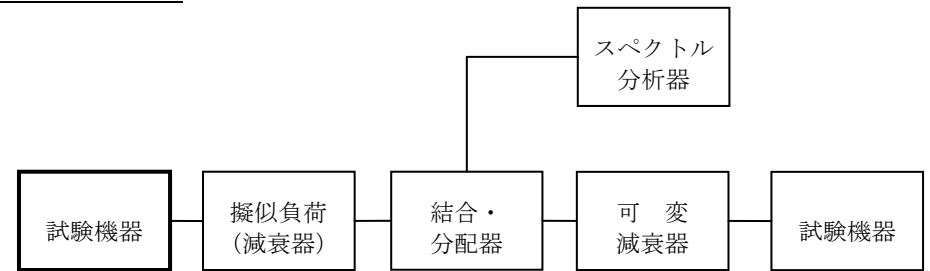 スペクトル
分析器
試験機器
擬似負荷
（減衰器）
結合・
分配器
可　変
減衰器
試験機器